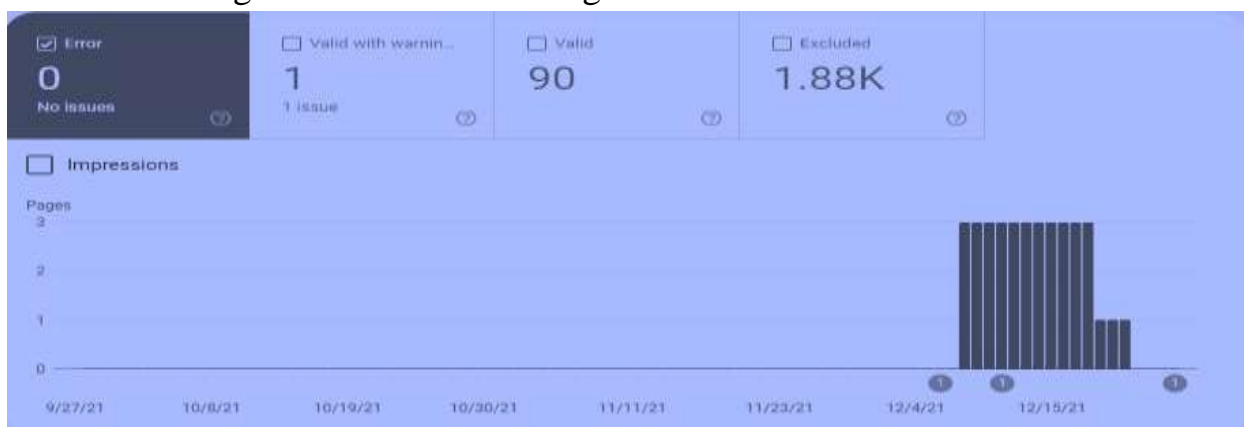 Error
0
No issues
Valid with warnin...
1
1 issue
Valid
90
Excluded
1.88K
Impressions
Pages
3
2
1
0
1 1 1
9/27/21 10/8/21 10/19/21 10/30/21 11/11/21 11/23/21 12/4/21 12/15/21